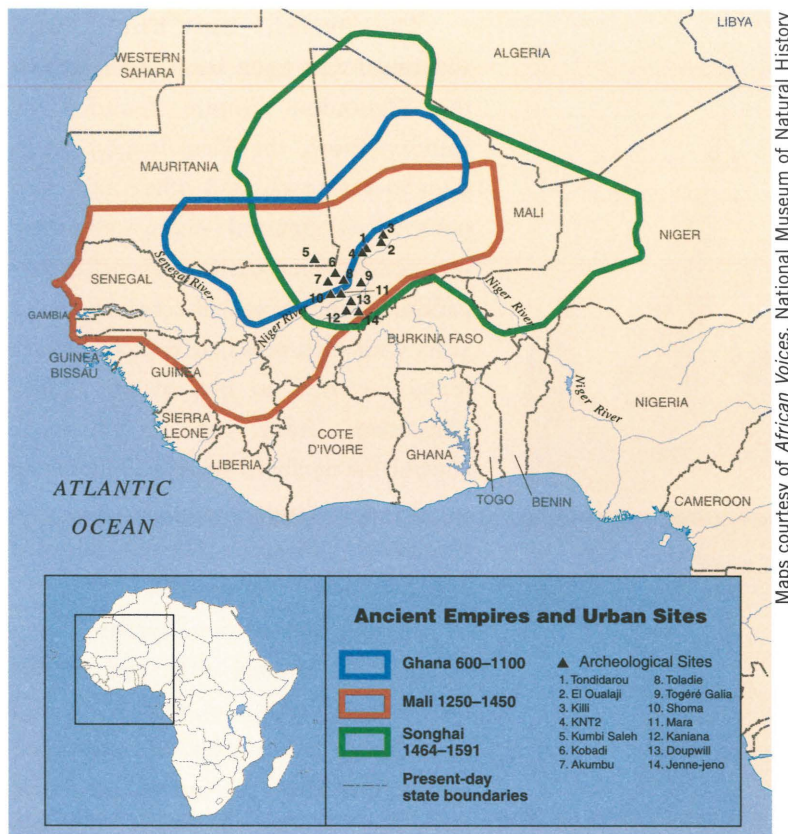 LIBYA
ALGERIA
WESTERN
SAHARA
MAURITANIA
MALI
NIGER
3
1
2
4
5
6
8
7
9
10
11
13
12
14
Senegal River
SENEGAL
Niger River
Niger River
GAMBIA
BURKINA FASO
GUINEA
BISSAU
GUINEA
Niger River
NIGERIA
SIERRA
LEONE
COTE
D'IVOIRE
GHANA
LIBERIA
TOGO
BENIN
CAMEROON
ATLANTIC
OCEAN
Ancient Empires and Urban Sites
Ghana 600–1100
Mali 1250–1450
Songhai
1464–1591
Present-day
state boundaries
▲ Archeological Sites
1. Tondidarou
2. El Oualaji
3. Killi
4. KNT2
5. Kumbi Saleh
6. Kobadi
7. Akumbu
8. Toladie
9. Togéré Galia
10. Shoma
11. Mara
12. Kaniana
13. Doupwill
14. Jenne-jeno
Maps courtesy of African Voices, National Museum of Natural History